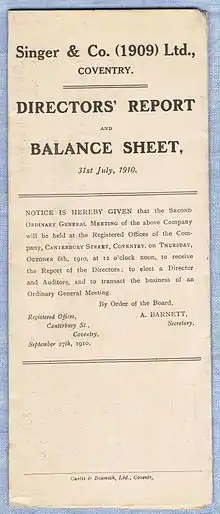 Singer & Co. (1909) Ltd.,
COVENTRY.
DIRECTORS' REPORT
AND
BALANCE SHEET,
31st July, 1910.
NOTICE IS HEREBY GIVEN that the SECOND
ORDINARY GENERAL MEETING of the above Company
will be held at the Registered Offices of the Com-
pany, CANTERBURY STREET, COVENTRY, on THURSDAY,
OCTOBER 6th, 1910, at 12 o'clock noon, to receive
the Report of the Directors; to elect a Director
and Auditors, and to transact the business of an
Ordinary General Meeting.
By Order of the Board,
Registered Offices, A. BARNETT,
Canterbury St., Secretary.
Coventry,
September 27th, 1910.
Curtis & Beamish, Ltd., Coventry,